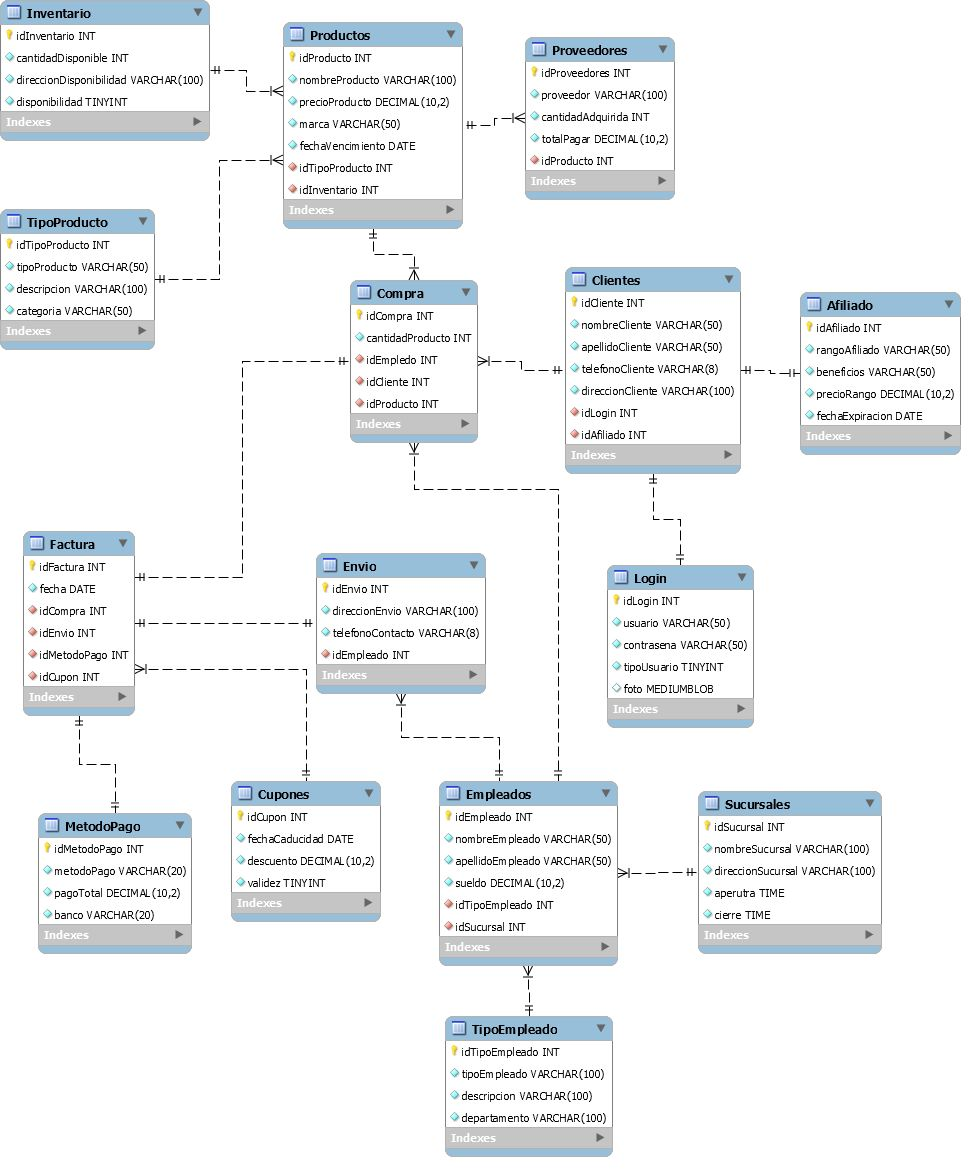 Inventario
idInventario INT
cantidadDisponible INT
direccionDisponibilidad VARCHAR(100)
disponibilidad TINYINT
Indexes
Productos
idProducto INT
nombreProducto VARCHAR(100)
precioProducto DECIMAL(10,2)
marca VARCHAR(50)
fechaVencimiento DATE
idTipoProducto INT
idInventario INT
Indexes
Proveedores
idProveedores INT
proveedor VARCHAR(100)
cantidadAdquirida INT
totalPagar DECIMAL(10,2)
idProducto INT
Indexes
TipoProducto
idTipoProducto INT
tipoProducto VARCHAR(50)
descripcion VARCHAR(100)
categoria VARCHAR(50)
Indexes
Compra
idCompra INT
cantidadProducto INT
idEmpledo INT
idCliente INT
idProducto INT
Indexes
Clientes
idCliente INT
nombreCliente VARCHAR(50)
apellidoCliente VARCHAR(50)
telefonoCliente VARCHAR(8)
direccionCliente VARCHAR(100)
idLogin INT
idAfiliado INT
Indexes
Afiliado
idAfiliado INT
rangoAfiliado VARCHAR(50)
beneficios VARCHAR(50)
precioRango DECIMAL(10,2)
fechaExpiracion DATE
Indexes
Factura
idFactura INT
fecha DATE
idCompra INT
idEnvio INT
idMetodoPago INT
idCupon INT
Indexes
Envio
idEnvio INT
direccionEnvio VARCHAR(100)
telefonoContacto VARCHAR(8)
idEmpleado INT
Indexes
Login
idLogin INT
usuario VARCHAR(50)
contrasena VARCHAR(50)
tipoUsuario TINYINT
foto MEDIUMBLOB
Indexes
MetodoPago
idMetodoPago INT
metodoPago VARCHAR(20)
pagoTotal DECIMAL(10,2)
banco VARCHAR(20)
Indexes
Cupones
idCupon INT
fechaCaducidad DATE
descuento DECIMAL(10,2)
validez TINYINT
Indexes
Empleados
idEmpleado INT
nombreEmpleado VARCHAR(50)
apellidoEmpleado VARCHAR(50)
sueldo DECIMAL(10,2)
idTipoEmpleado INT
idSucursal INT
Indexes
Sucursales
idSucursal INT
nombreSucursal VARCHAR(100)
direccionSucursal VARCHAR(100)
aperutra TIME
cierre TIME
Indexes
TipoEmpleado
idTipoEmpleado INT
tipoEmpleado VARCHAR(100)
descripcion VARCHAR(100)
departamento VARCHAR(100)
Indexes